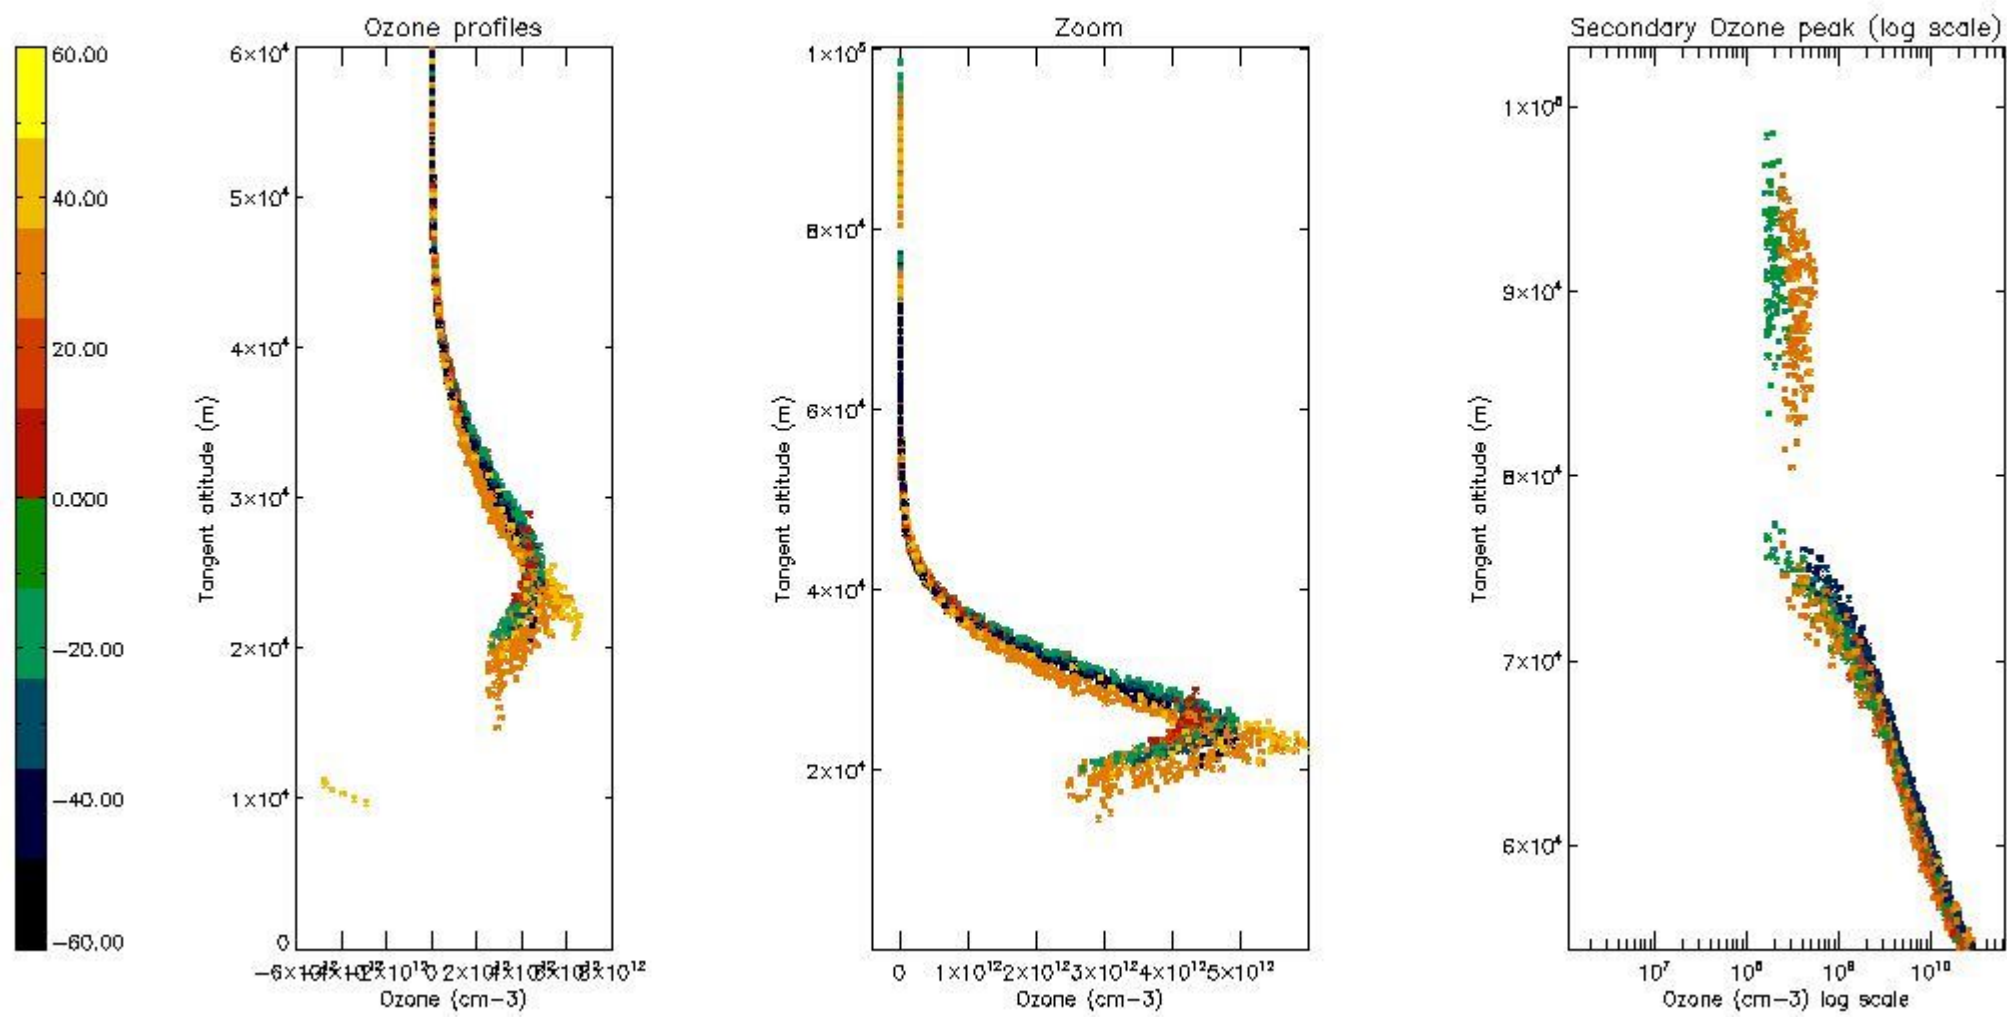 Ozone profiles
Zoom
Secondary Ozone peak (log scale)
60.00
40.00
20.00
0.000
−20.00
−40.00
−60.00
Tangent altitude (m)
6×10⁴
5×10⁴
4×10⁴
3×10⁴
2×10⁴
1×10⁴
0
0
8×10¹²
Ozone (cm−3)
Tangent altitude (m)
1×10⁵
8×10⁴
6×10⁴
4×10⁴
2×10⁴
0 1×10¹² 2×10¹² 3×10¹² 4×10¹² 5×10¹²
Ozone (cm−3)
Tangent altitude (m)
9×10⁴
8×10⁴
7×10⁴
6×10⁴
10⁷ 10⁸ 10⁹ 10¹⁰
Ozone (cm−3) log scale